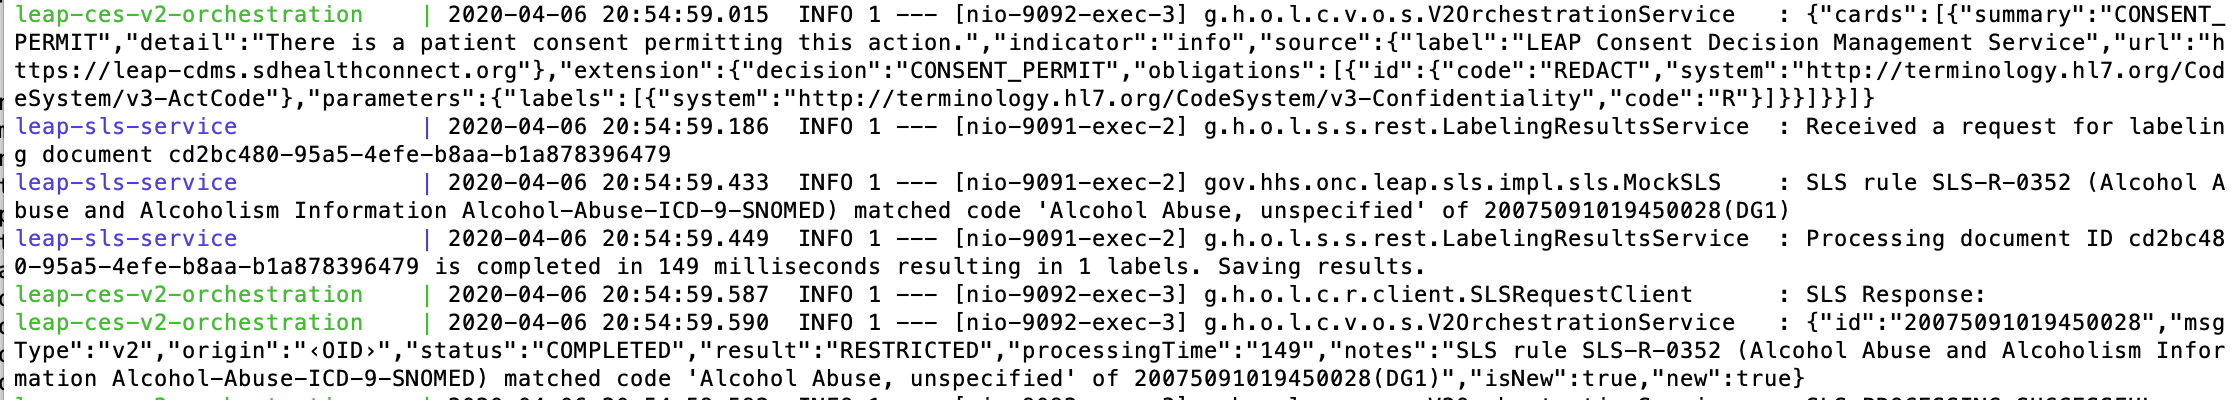 leap-ces-v2-orchestration    | 2020-04-06 20:54:59.015  INFO 1 --- [nio-9092-exec-3] g.h.o.l.c.v.o.s.V2OrchestrationService   : {"cards":[{"summary":"CONSENT_
PERMIT","detail":"There is a patient consent permitting this action.","indicator":"info","source":{"label":"LEAP Consent Decision Management Service","url":"h
ttps://leap-cdms.sdhealthconnect.org"},"extension":{"decision":"CONSENT_PERMIT","obligations":[{"id":{"code":"REDACT","system":"http://terminology.hl7.org/Cod
eSystem/v3-ActCode"},"parameters":{"labels":[{"system":"http://terminology.hl7.org/CodeSystem/v3-Confidentiality","code":"R"}]}}]}}]}
leap-sls-service             | 2020-04-06 20:54:59.186  INFO 1 --- [nio-9091-exec-2] g.h.o.l.s.s.rest.LabelingResultsService  : Received a request for labelin
g document cd2bc480-95a5-4efe-b8aa-b1a878396479
leap-sls-service             | 2020-04-06 20:54:59.433  INFO 1 --- [nio-9091-exec-2] gov.hhs.onc.leap.sls.impl.sls.MockSLS    : SLS rule SLS-R-0352 (Alcohol A
buse and Alcoholism Information Alcohol-Abuse-ICD-9-SNOMED) matched code 'Alcohol Abuse, unspecified' of 20075091019450028(DG1)
leap-sls-service             | 2020-04-06 20:54:59.449  INFO 1 --- [nio-9091-exec-2] g.h.o.l.s.s.rest.LabelingResultsService  : Processing document ID cd2bc48
0-95a5-4efe-b8aa-b1a878396479 is completed in 149 milliseconds resulting in 1 labels. Saving results.
leap-ces-v2-orchestration    | 2020-04-06 20:54:59.587  INFO 1 --- [nio-9092-exec-3] g.h.o.l.c.r.client.SLSRequestClient      : SLS Response:
leap-ces-v2-orchestration    | 2020-04-06 20:54:59.590  INFO 1 --- [nio-9092-exec-3] g.h.o.l.c.v.o.s.V2OrchestrationService   : {"id":"20075091019450028","msg
Type":"v2","origin":"‹OID›","status":"COMPLETED","result":"RESTRICTED","processingTime":"149","notes":"SLS rule SLS-R-0352 (Alcohol Abuse and Alcoholism Infor
mation Alcohol-Abuse-ICD-9-SNOMED) matched code 'Alcohol Abuse, unspecified' of 20075091019450028(DG1)","isNew":true,"new":true}